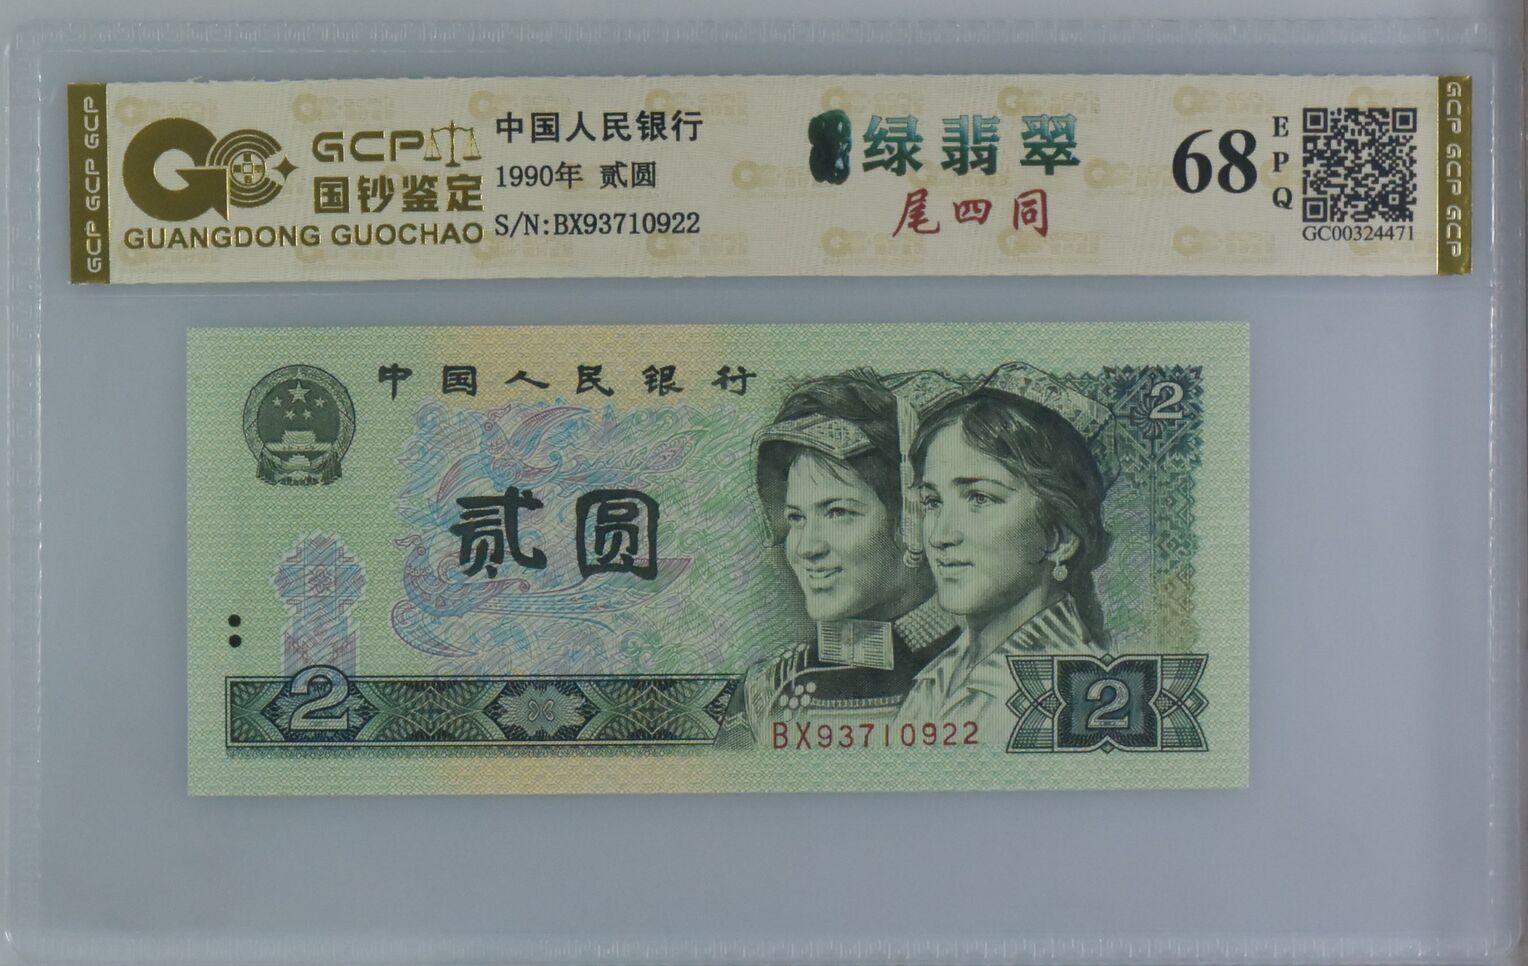 GCP GCP GCP
GCP
国钞鉴定
GUANGDONG GUOCHAO
中国人民银行
1990年 贰圆
S/N:BX93710922
绿翡翠
尾四同
68
EPQ
GC00324471
GCP GCP GCP
中国人民银行
2
贰圆
2
BX93710922
2